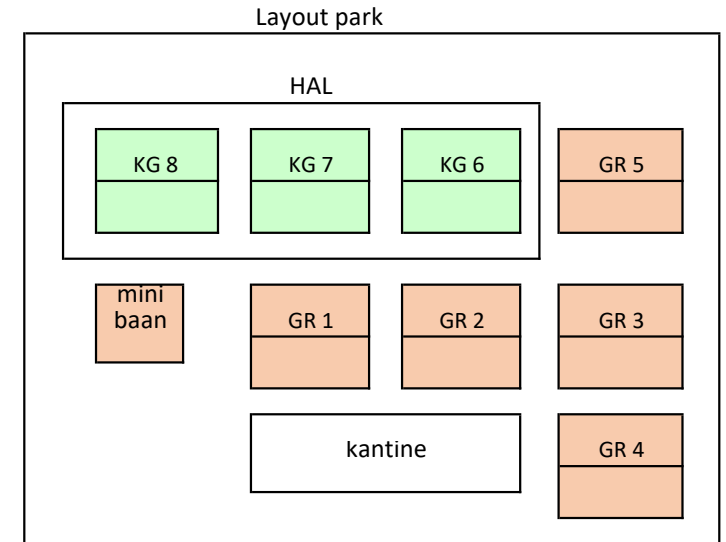 Layout park
HAL
KG 8
KG 7
KG 6
GR 5
mini
baan
GR 1
GR 2
GR 3
kantine
GR 4